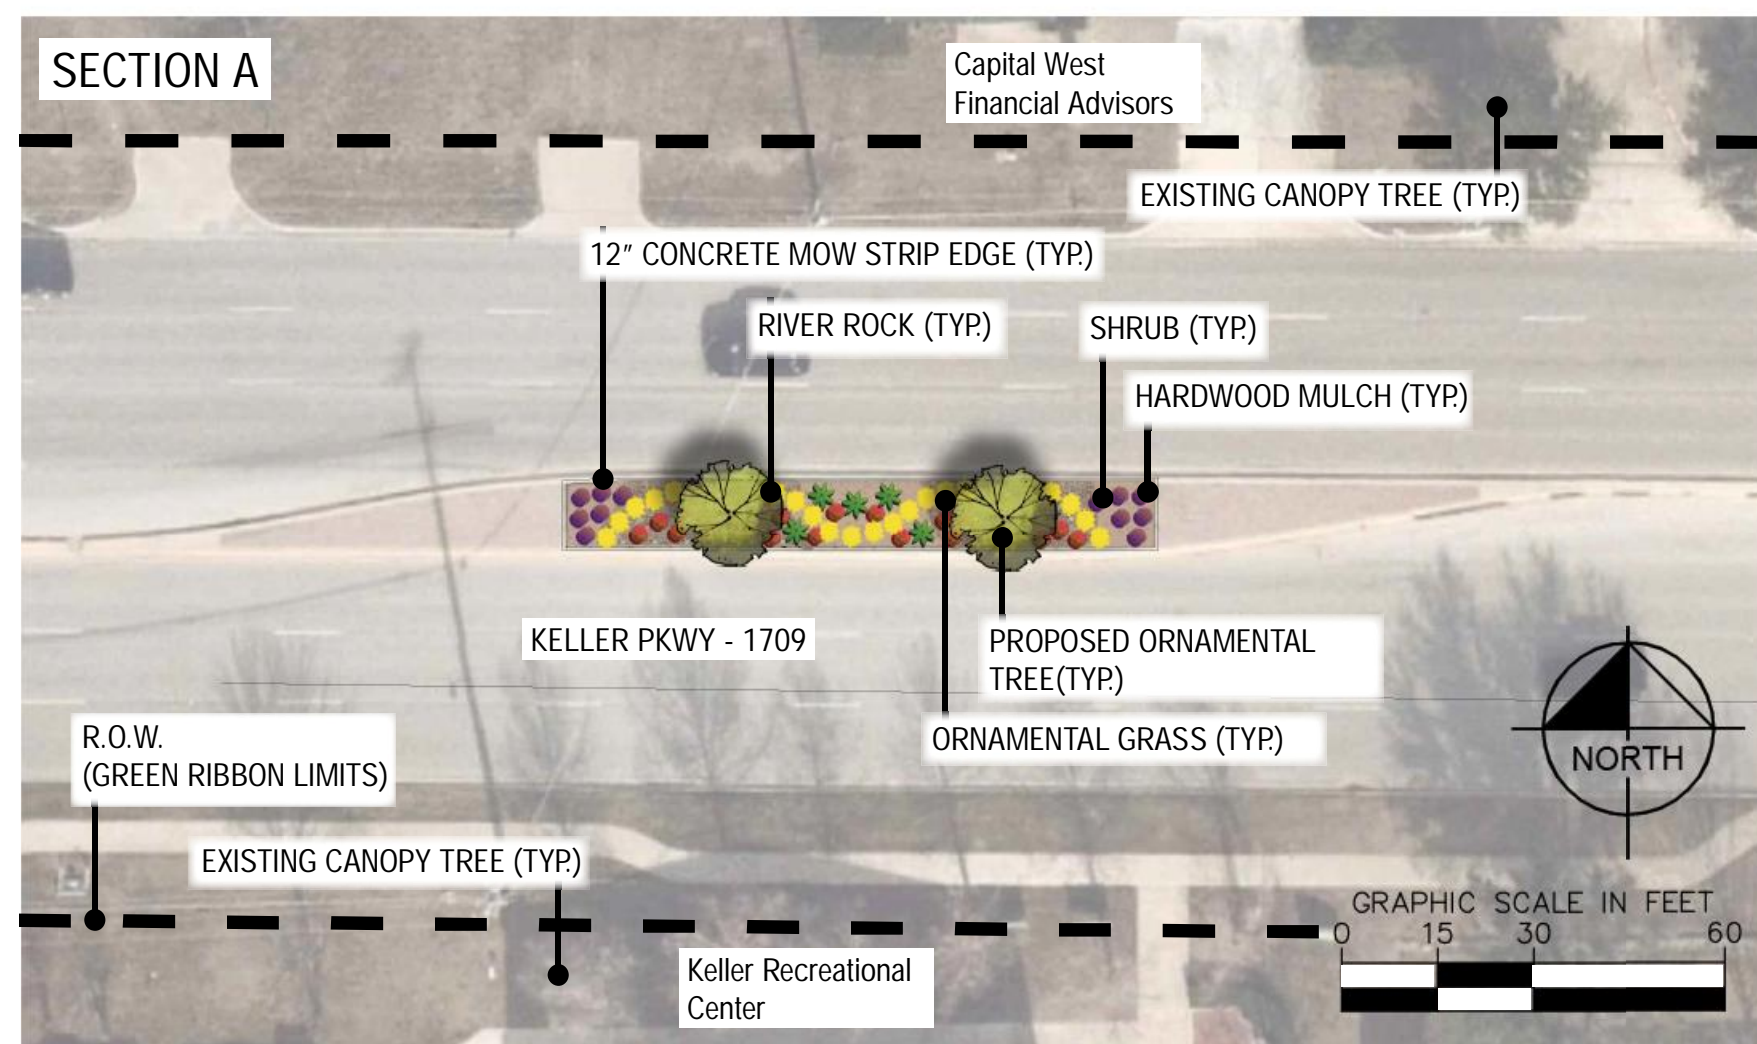 SECTION A
Capital West
Financial Advisors
EXISTING CANOPY TREE (TYP.)
12" CONCRETE MOW STRIP EDGE (TYP.)
RIVER ROCK (TYP.)
SHRUB (TYP.)
HARDWOOD MULCH (TYP.)
KELLER PKWY - 1709
PROPOSED ORNAMENTAL
TREE(TYP.)
ORNAMENTAL GRASS (TYP.)
R.O.W.
(GREEN RIBBON LIMITS)
NORTH
EXISTING CANOPY TREE (TYP.)
Keller Recreational
Center
GRAPHIC SCALE IN FEET
0 15 30 60